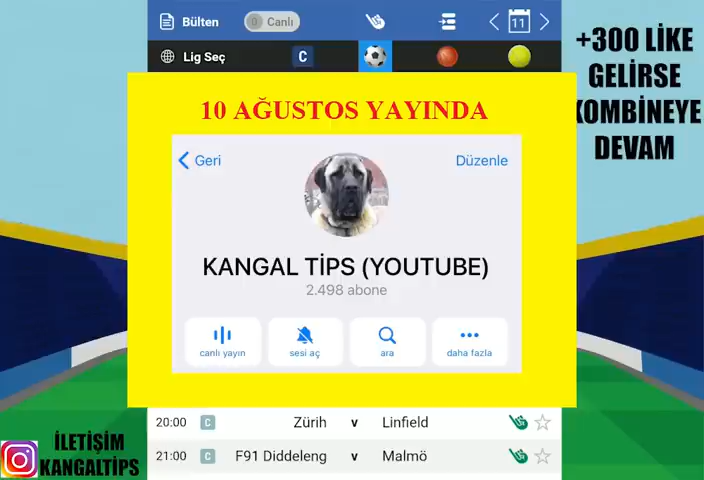 Bülten
0 Canlı
11
Lig Seç
C
+300 LİKE
GELİRSE
KOMBİNEYE
DEVAM
10 AĞUSTOS YAYINDA
Geri
Düzenle
KANGAL TİPS (YOUTUBE)
2.498 abone
canlı yayın
sesi aç
ara
daha fazla
20:00 C Zürih v Linfield
21:00 C F91 Diddeleng v Malmö
İLETİŞİM
KANGALTİPS